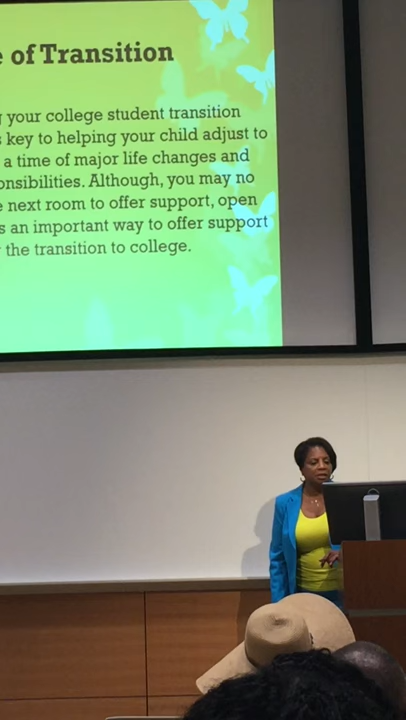 e of Transition
your college student transition
s key to helping your child adjust to
a time of major life changes and
onsibilities. Although, you may no
e next room to offer support, open
s an important way to offer support
the transition to college.